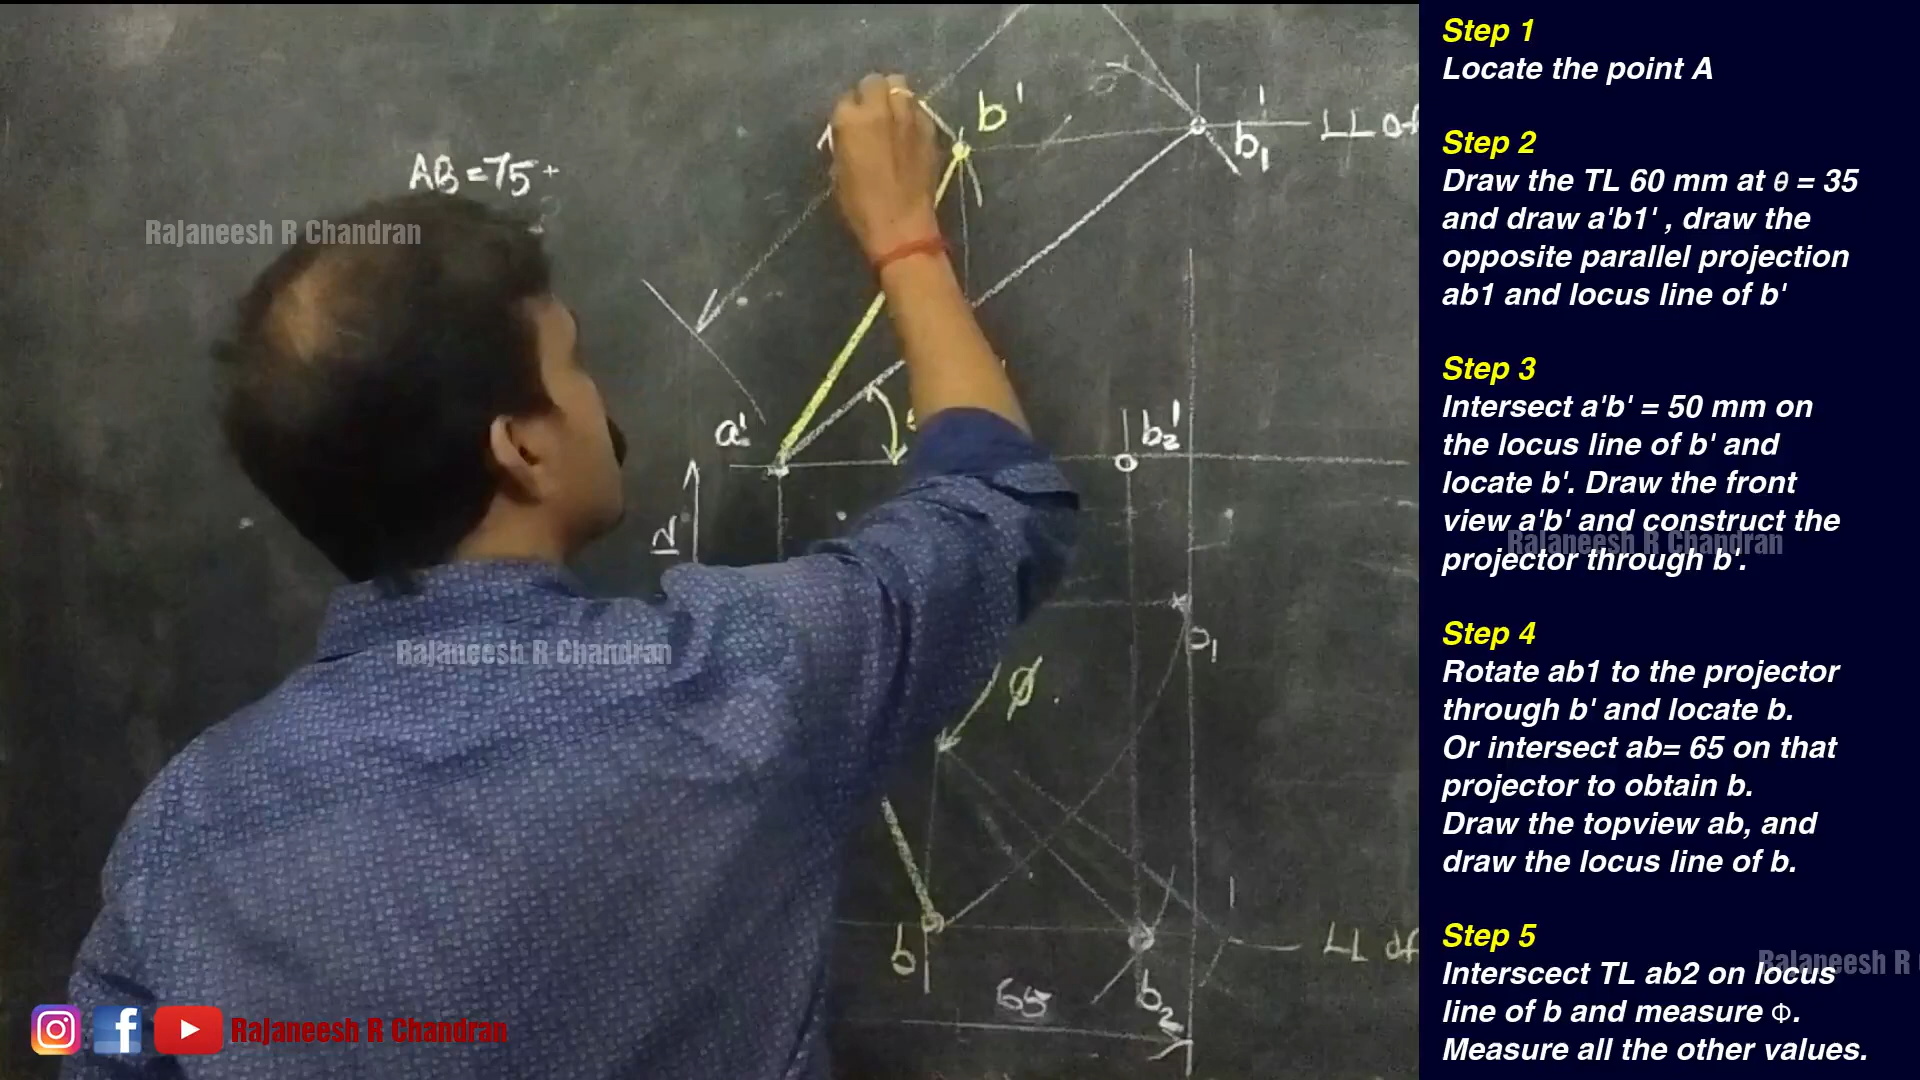 AB = 75
b'
b1'
LL of
Rajaneesh R Chandran
a'
b2'
Rajaneesh R Chandran
Ø
b
65
b2
LL of
Rajaneesh R Chandran
Step 1
Locate the point A
Step 2
Draw the TL 60 mm at θ = 35
and draw a'b1' , draw the
opposite parallel projection
ab1 and locus line of b'
Step 3
Intersect a'b' = 50 mm on
the locus line of b' and
locate b'. Draw the front
view a'b' and construct the
projector through b'.
Rajaneesh R Chandran
Step 4
Rotate ab1 to the projector
through b' and locate b.
Or intersect ab= 65 on that
projector to obtain b.
Draw the topview ab, and
draw the locus line of b.
Step 5
Interscect TL ab2 on locus
line of b and measure Φ.
Measure all the other values.
Rajaneesh R